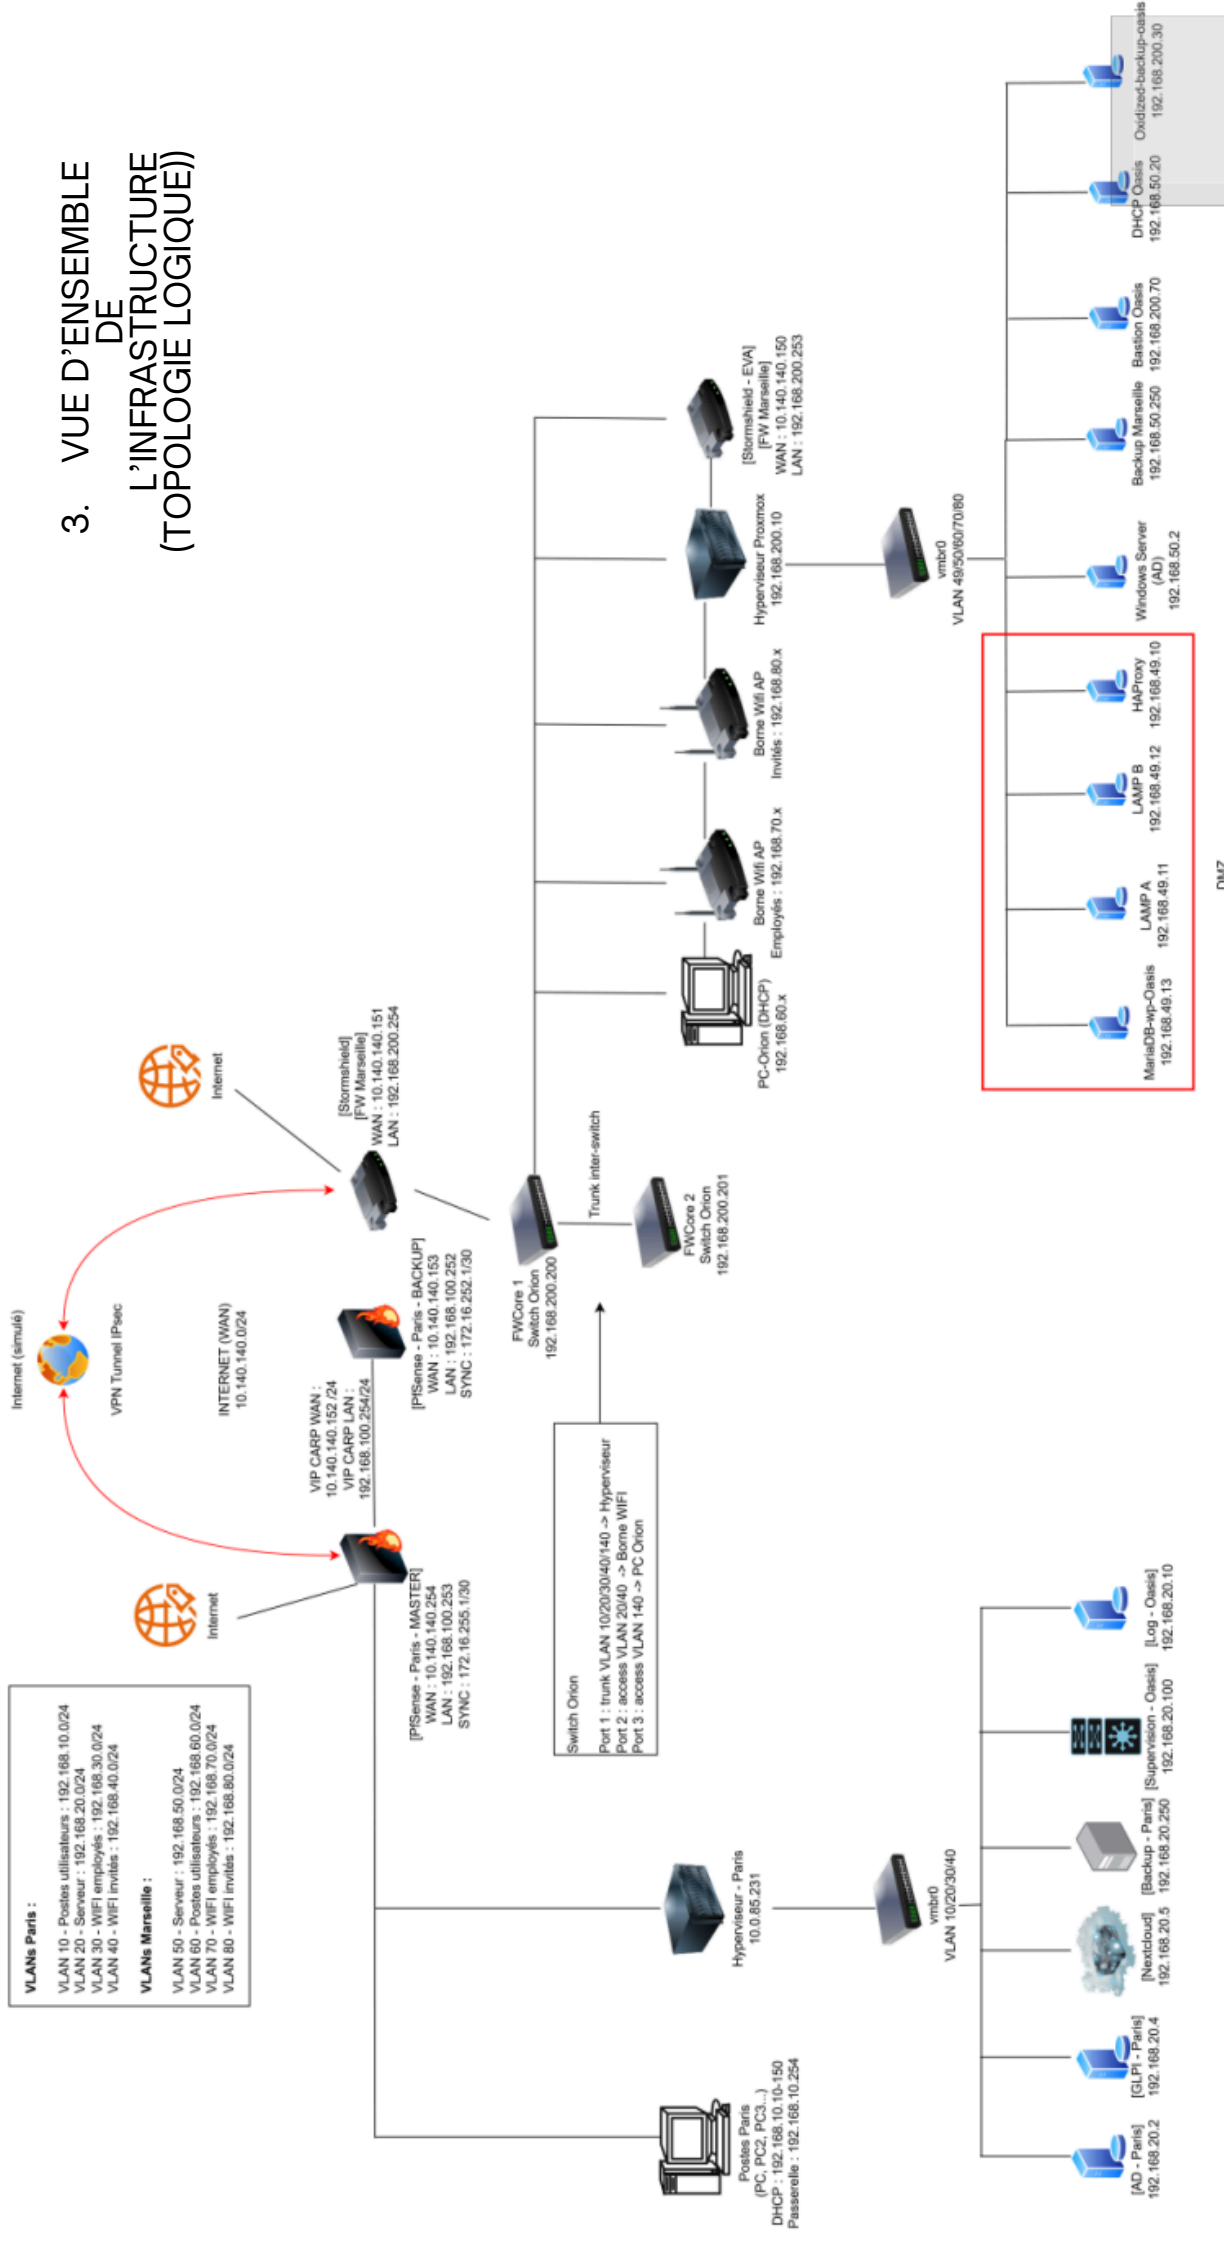 3. VUE D’ENSEMBLE
DE
L’INFRASTRUCTURE
(TOPOLOGIE LOGIQUE))
VLANs Paris :
VLAN 10 - Postes utilisateurs : 192.168.10.0/24
VLAN 20 - Serveur : 192.168.20.0/24
VLAN 30 - WIFI employés : 192.168.30.0/24
VLAN 40 - WIFI invités : 192.168.40.0/24
VLANs Marseille :
VLAN 50 - Serveur : 192.168.50.0/24
VLAN 60 - Postes utilisateurs : 192.168.60.0/24
VLAN 70 - WIFI employés : 192.168.70.0/24
VLAN 80 - WIFI invités : 192.168.80.0/24
Internet (simulé)
VPN Tunnel IPsec
INTERNET (WAN)
10.140.140.0/24
Internet
Internet
VIP CARP WAN :
10.140.140.152 /24
VIP CARP LAN :
192.168.100.254/24
[PfSense - Paris - MASTER]
WAN : 10.140.140.254
LAN : 192.168.100.253
SYNC : 172.16.255.1/30
[PfSense - Paris - BACKUP]
WAN : 10.140.140.153
LAN : 192.168.100.252
SYNC : 172.16.252.1/30
[Stormshield]
[FW Marseille]
WAN : 10.140.140.151
LAN : 192.168.200.254
Switch Orion
Port 1 : trunk VLAN 10/20/30/40/140 -> Hyperviseur
Port 2 : access VLAN 20/40 -> Borne WIFI
Port 3 : access VLAN 140 -> PC Orion
FWCore 1
Switch Orion
192.168.200.200
Trunk inter-switch
FWCore 2
Switch Orion
192.168.200.201
Postes Paris
(PC, PC2, PC3...)
DHCP : 192.168.10.10-150
Passerelle : 192.168.10.254
Hyperviseur - Paris
10.0.85.231
PC-Orion (DHCP)
192.168.60.x
Borne Wifi AP
Employés : 192.168.70.x
Borne Wifi AP
Invités : 192.168.80.x
Hyperviseur Proxmox
192.168.200.10
[Stormshield - EVA]
[FW Marseille]
WAN : 10.140.140.150
LAN : 192.168.200.253
vmbr0
VLAN 10/20/30/40
vmbr0
VLAN 49/50/60/70/80
[AD - Paris]
192.168.20.2
[GLPI - Paris]
192.168.20.4
[Nextcloud]
192.168.20.5
[Backup - Paris]
192.168.20.250
[Supervision - Oasis]
192.168.20.100
[Log - Oasis]
192.168.20.10
MariaDB-wp-Oasis
192.168.49.13
LAMP A
192.168.49.11
LAMP B
192.168.49.12
HAProxy
192.168.49.10
Windows Server
(AD)
192.168.50.2
Backup Marseille
192.168.50.250
Bastion Oasis
192.168.200.70
DHCP Oasis
192.168.50.20
Oxidized-backup-oasis
192.168.200.30
DMZ